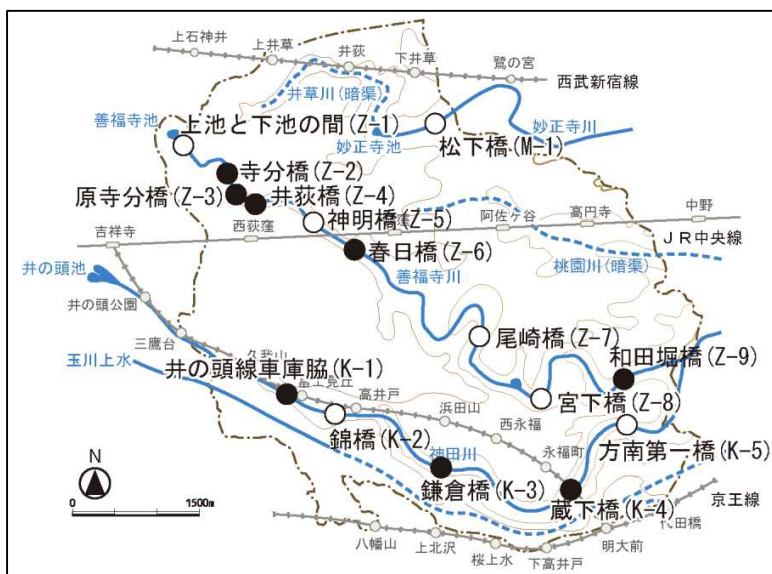 上石神井
上井草
井荻
下井草
鷺の宮
西武新宿線
井草川(暗渠)
善福寺池
上池と下池の間(Z-1)
妙正寺池
松下橋(M-1)
妙正寺川
寺分橋(Z-2)
原寺分橋(Z-3)
井荻橋(Z-4)
神明橋(Z-5)
吉祥寺
西荻窪
阿佐ヶ谷
高円寺
中野
JR中央線
春日橋(Z-6)
善福寺川
桃園川(暗渠)
井の頭池
井の頭公園
三鷹台
尾崎橋(Z-7)
和田堀橋(Z-9)
玉川上水
井の頭線車庫脇(K-1)
高井戸
浜田山
西永福
永福町
宮下橋(Z-8)
錦橋(K-2)
神田川
方南第一橋(K-5)
鎌倉橋(K-3)
蔵下橋(K-4)
京王線
N
0
1500m
八幡山
上北沢
桜上水
下高井戸
明大前